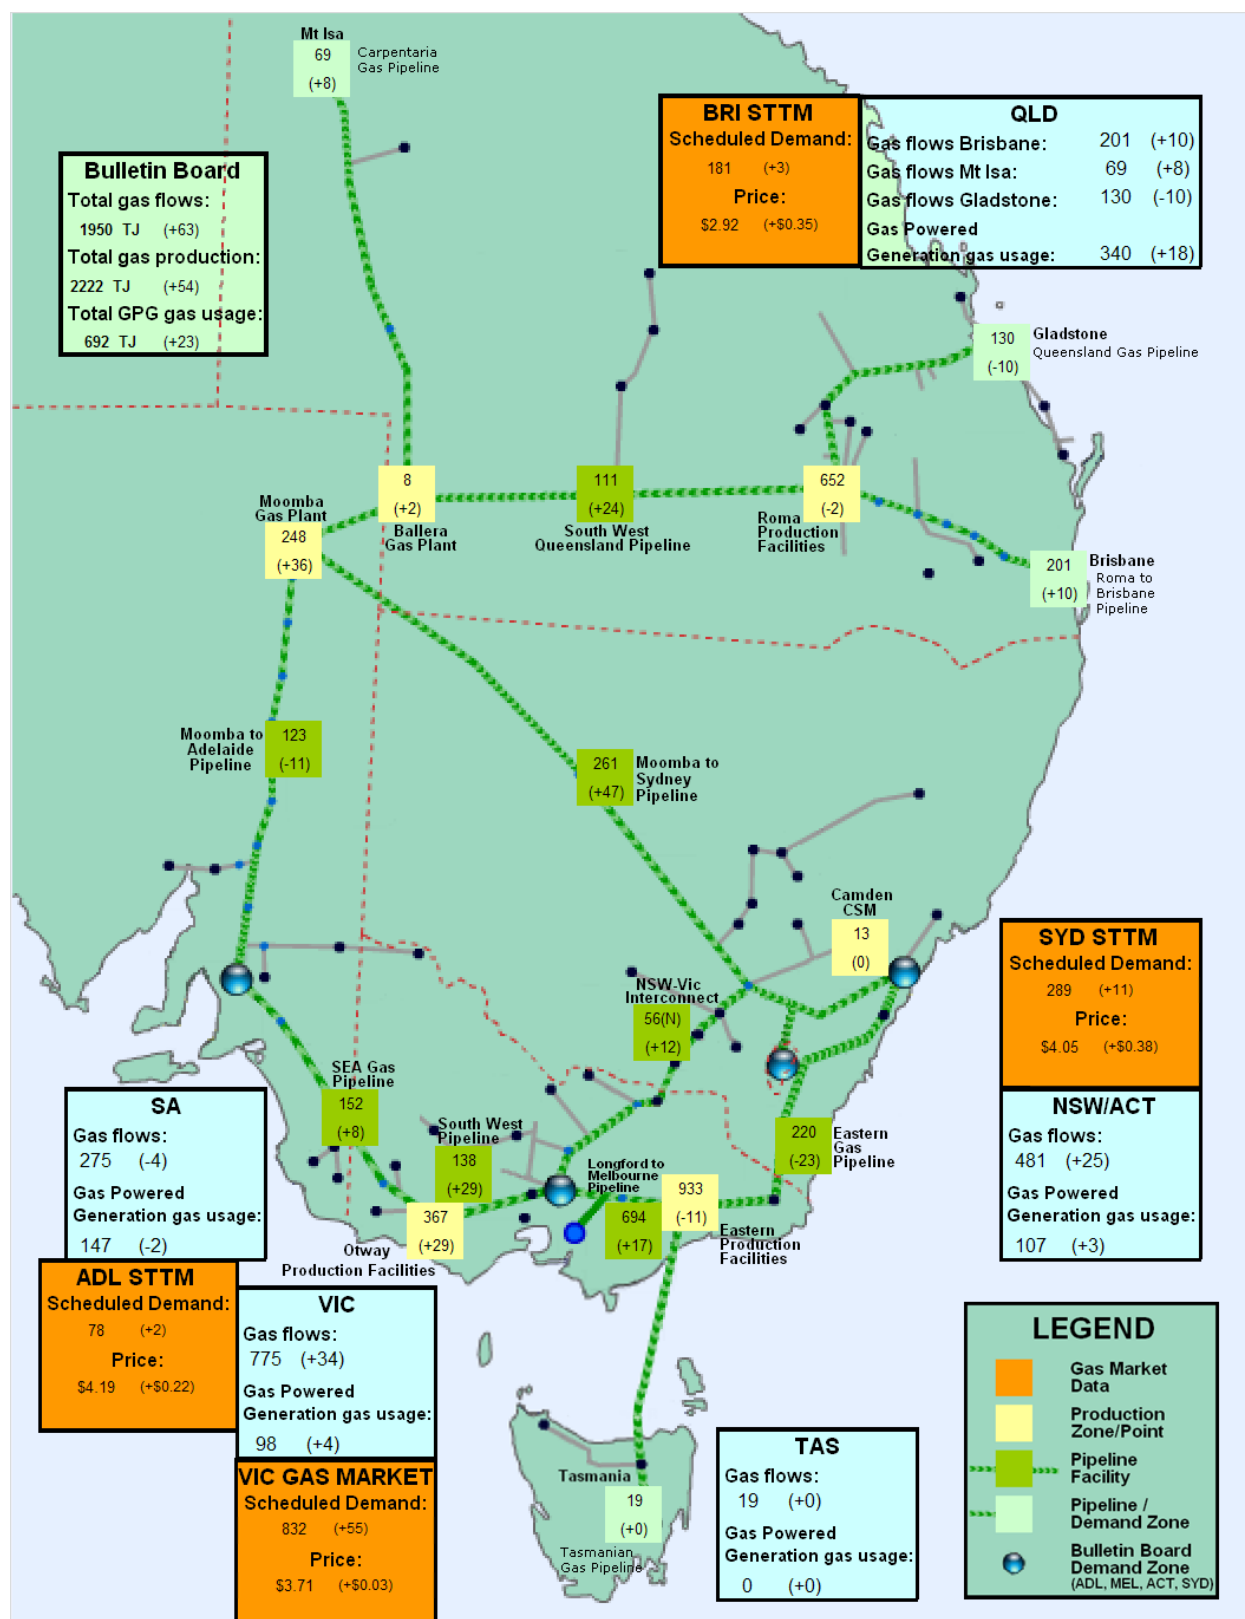 Mt Isa
69
(+8)
Carpentaria
Gas Pipeline
Bulletin Board
Total gas flows:
1950 TJ (+63)
Total gas production:
2222 TJ (+54)
Total GPG gas usage:
692 TJ (+23)
BRI STTM
Scheduled Demand:
181 (+3)
Price:
$2.92 (+$0.35)
QLD
Gas flows Brisbane: 201 (+10)
Gas flows Mt Isa: 69 (+8)
Gas flows Gladstone: 130 (-10)
Gas Powered
Generation gas usage: 340 (+18)
130
(-10)
Gladstone
Queensland Gas Pipeline
Moomba
Gas Plant
248
(+36)
8
(+2)
Ballera
Gas Plant
111
(+24)
South West
Queensland Pipeline
652
(-2)
Roma
Production
Facilities
201
(+10)
Brisbane
Roma to
Brisbane
Pipeline
Moomba to
Adelaide
Pipeline
123
(-11)
261
(+47)
Moomba to
Sydney
Pipeline
Camden
CSM
13
(0)
NSW-Vic
Interconnect
56(N)
(+12)
SYD STTM
Scheduled Demand:
289 (+11)
Price:
$4.05 (+$0.38)
NSW/ACT
Gas flows:
481 (+25)
Gas Powered
Generation gas usage:
107 (+3)
SEA Gas
Pipeline
152
(+8)
South West
Pipeline
138
(+29)
Longford to
Melbourne
Pipeline
694
(+17)
933
(-11)
Eastern
Production
Facilities
220
(-23)
Eastern
Gas
Pipeline
367
(+29)
Otway
Production Facilities
SA
Gas flows:
275 (-4)
Gas Powered
Generation gas usage:
147 (-2)
ADL STTM
Scheduled Demand:
78 (+2)
Price:
$4.19 (+$0.22)
VIC
Gas flows:
775 (+34)
Gas Powered
Generation gas usage:
98 (+4)
VIC GAS MARKET
Scheduled Demand:
832 (+55)
Price:
$3.71 (+$0.03)
Tasmania
19
(+0)
Tasmanian
Gas Pipeline
TAS
Gas flows:
19 (+0)
Gas Powered
Generation gas usage:
0 (+0)
LEGEND
Gas Market
Data
Production
Zone/Point
Pipeline
Facility
Pipeline /
Demand Zone
Bulletin Board
Demand Zone
(ADL, MEL, ACT, SYD)